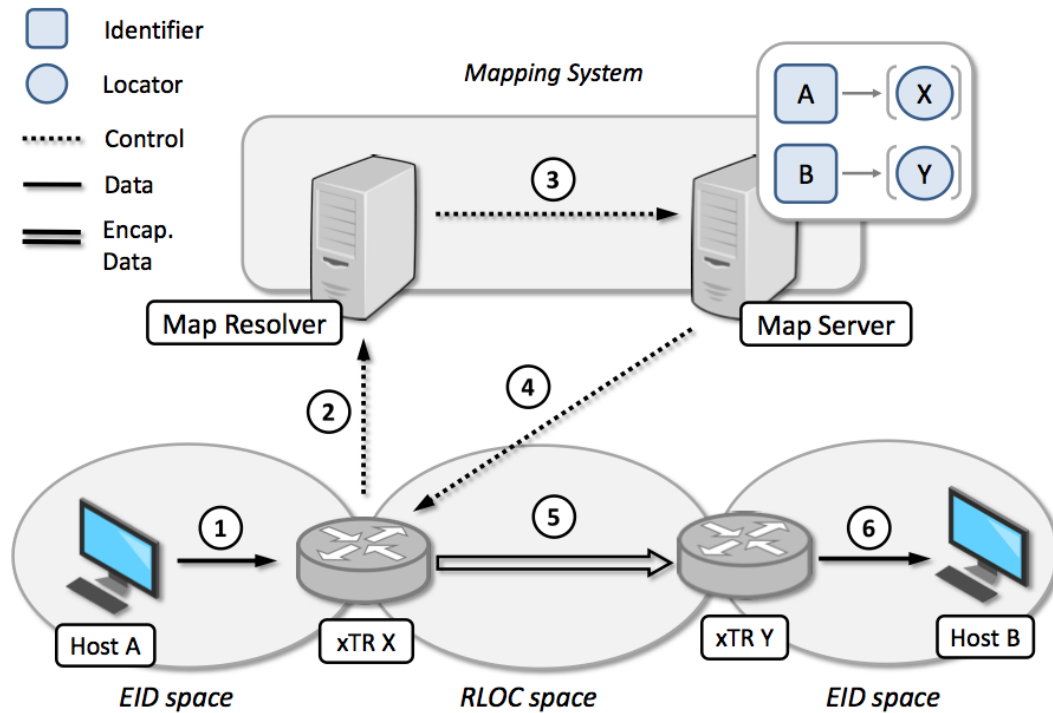 Identifier
Locator
Control
Data
Encap.
Data
Mapping System
A
X
B
Y
3
Map Resolver
Map Server
2
4
1
5
6
Host A
xTR X
xTR Y
Host B
EID space
RLOC space
EID space